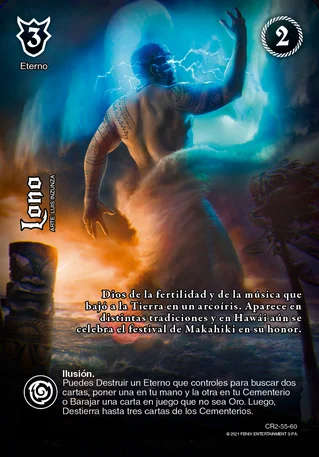 3
2
Eterno
Lono
ARTE: LUIS INZUNZA
Dios de la fertilidad y de la música que
bajó a la Tierra en un arcoíris. Aparece en
distintas tradiciones y en Hawái aún se
celebra el festival de Makahiki en su honor.
Ilusión.
Puedes Destruir un Eterno que controles para buscar dos
cartas, poner una en tu mano y la otra en tu Cementerio
o Barajar una carta en juego que no sea Oro. Luego,
Destierra hasta tres cartas de los Cementerios.
CR2-55-60
© 2021 FENIX ENTERTAINMENT S.P.A.